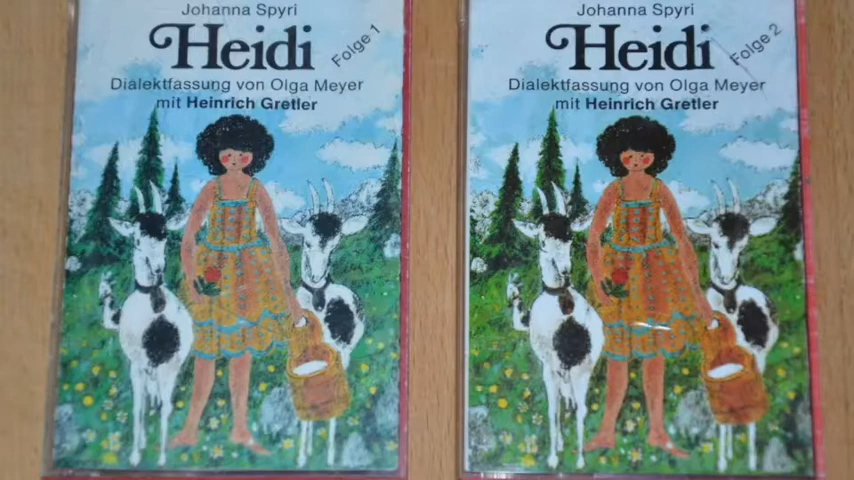 Johanna Spyri
Heidi
Folge 1
Dialektfassung von Olga Meyer
mit Heinrich Gretler
Johanna Spyri
Heidi
Folge 2
Dialektfassung von Olga Meyer
mit Heinrich Gretler